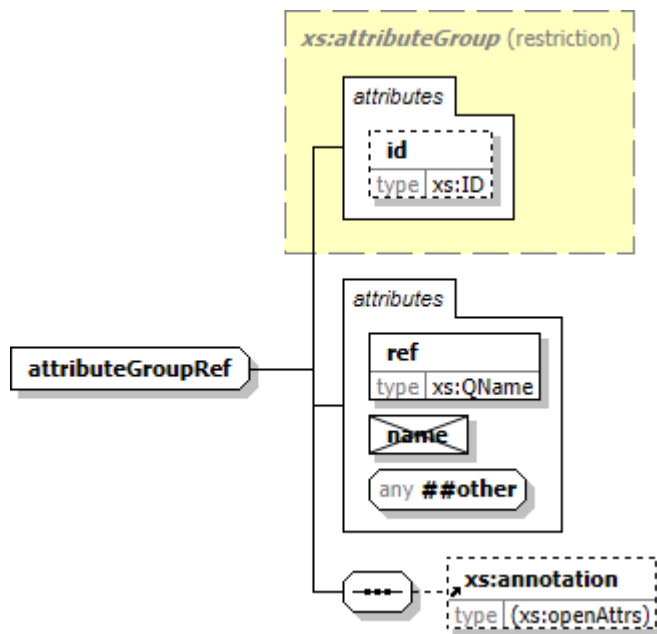 xs:attributeGroup (restriction)
attributes
id
type xs:ID
attributes
attributeGroupRef
ref
type xs:QName
name
any ##other
xs:annotation
type (xs:openAttrs)